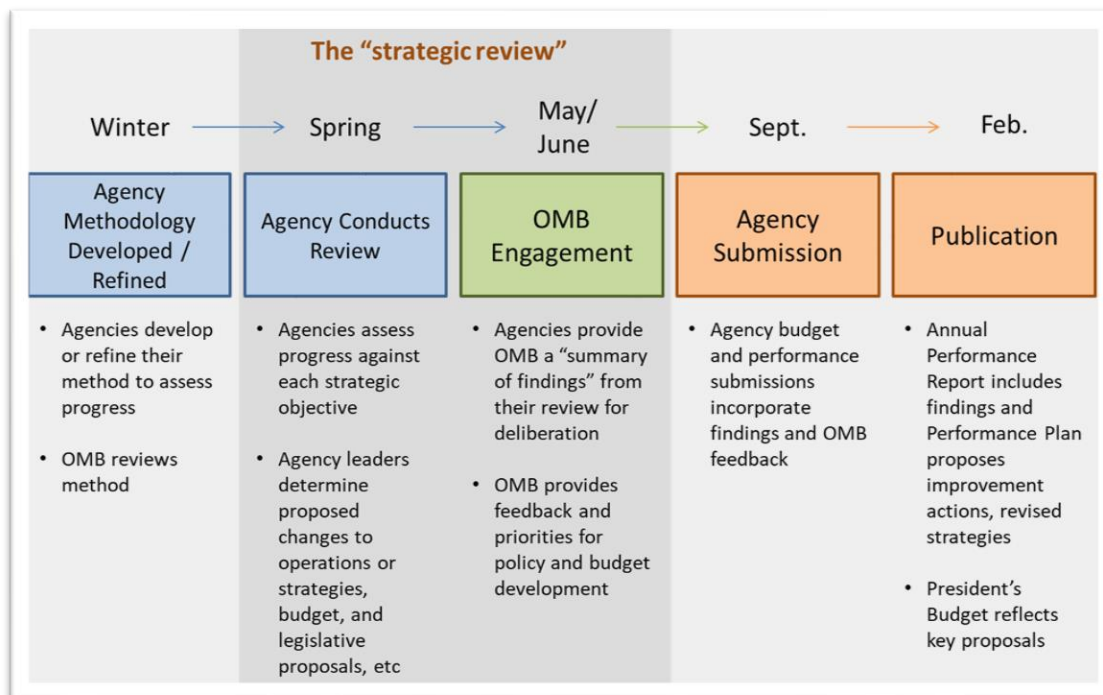 The “strategic review”
Winter
Spring
May/
June
Sept.
Feb.
Agency
Methodology
Developed /
Refined
Agency Conducts
Review
OMB
Engagement
Agency
Submission
Publication
• Agencies develop
or refine their
method to assess
progress
• OMB reviews
method
• Agencies assess
progress against
each strategic
objective
• Agency leaders
determine
proposed
changes to
operations or
strategies,
budget, and
legislative
proposals, etc
• Agencies provide
OMB a “summary
of findings” from
their review for
deliberation
• OMB provides
feedback and
priorities for
policy and budget
development
• Agency budget
and performance
submissions
incorporate
findings and OMB
feedback
• Annual
Performance
Report includes
findings and
Performance Plan
proposes
improvement
actions, revised
strategies
• President’s
Budget reflects
key proposals